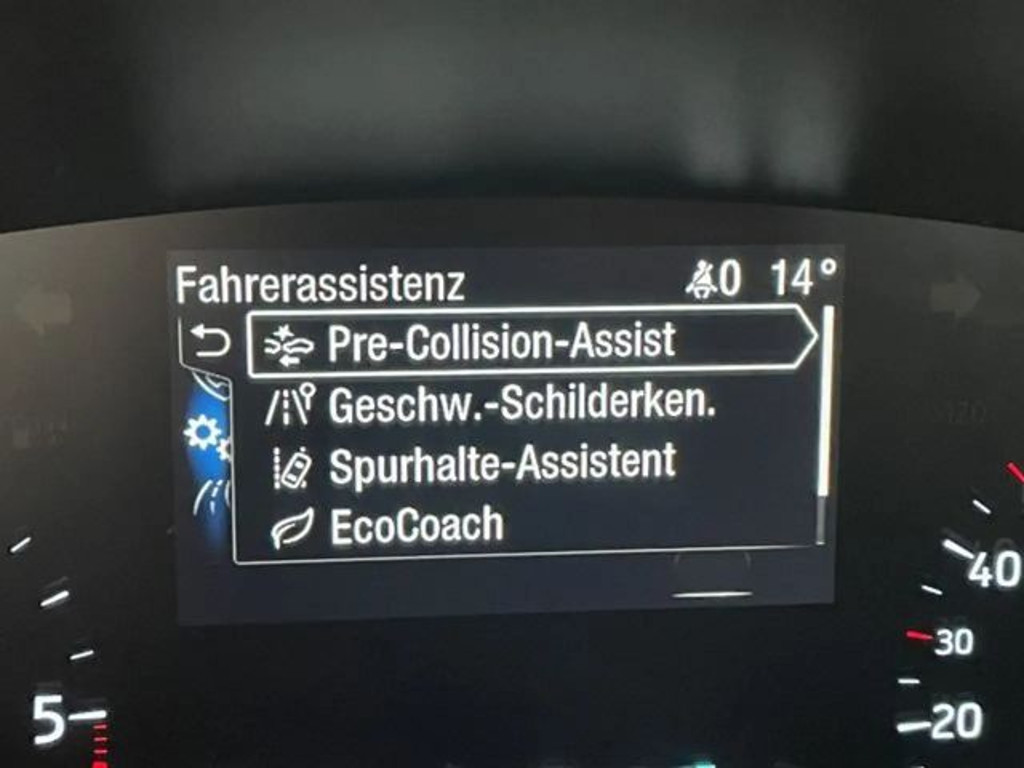 Fahrerassistenz 0 14°
Pre-Collision-Assist
Geschw.-Schilderken.
Spurhalte-Assistent
EcoCoach
40
30
5 20